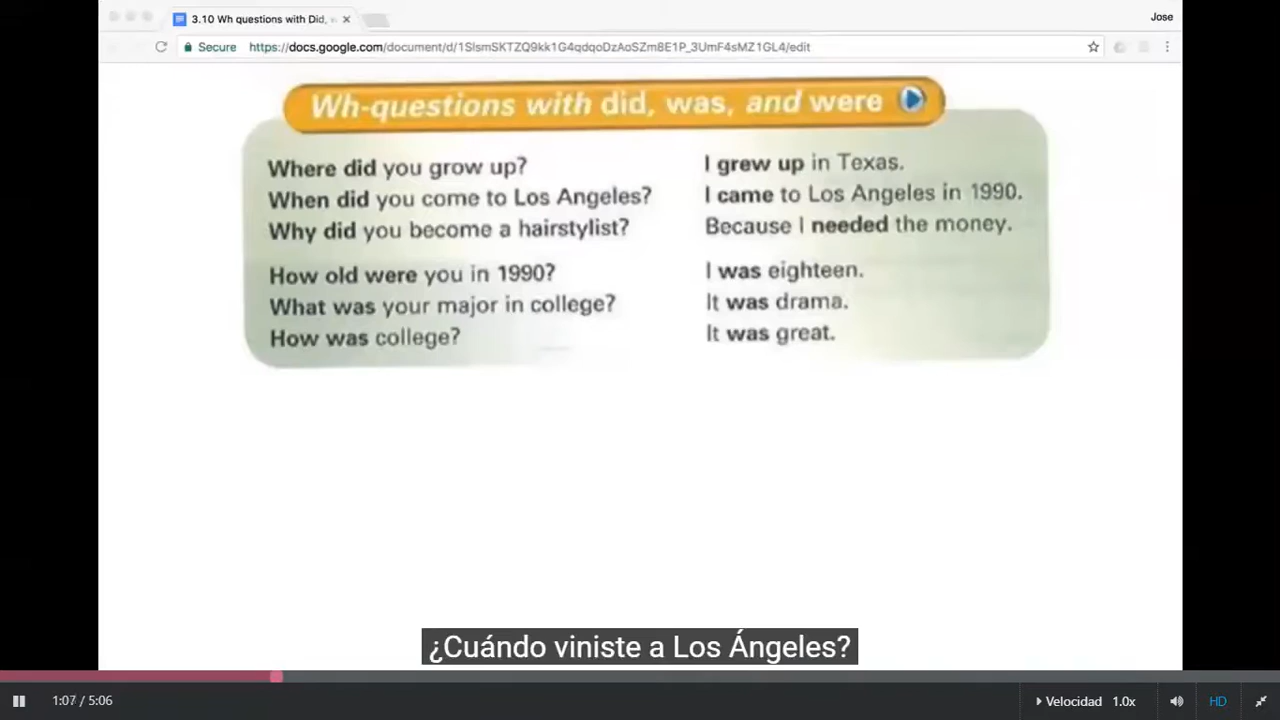 3.10 Wh questions with Did,
Jose
Secure https://docs.google.com/document/d/1SlsmSKTZQ9kk1G4qdqoDzAoSZm8E1P_3UmF4sMZ1GL4/edit
Wh-questions with did, was, and were
Where did you grow up? I grew up in Texas.
When did you come to Los Angeles? I came to Los Angeles in 1990.
Why did you become a hairstylist? Because I needed the money.
How old were you in 1990? I was eighteen.
What was your major in college? It was drama.
How was college? It was great.
¿Cuándo viniste a Los Ángeles?
1:07 / 5:06 Velocidad 1.0x HD